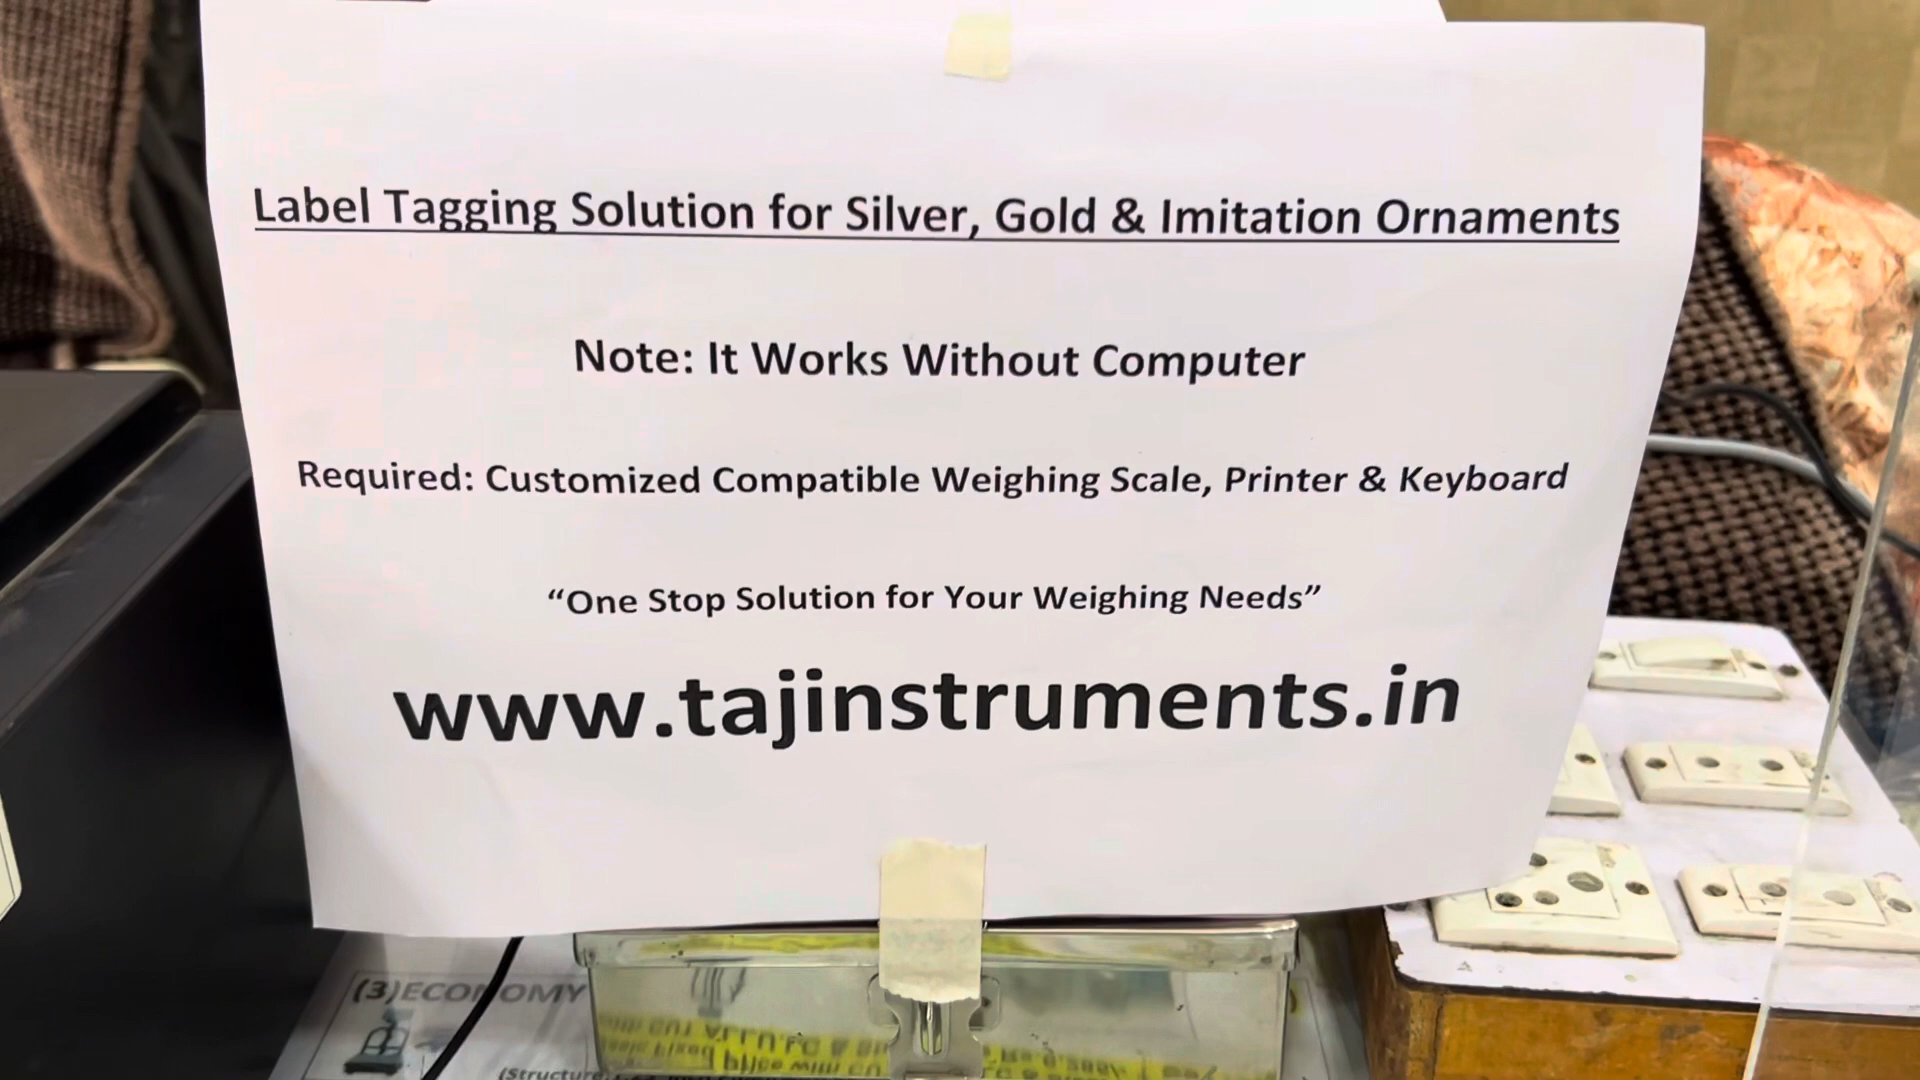 Label Tagging Solution for Silver, Gold & Imitation Ornaments
Note: It Works Without Computer
Required: Customized Compatible Weighing Scale, Printer & Keyboard
“One Stop Solution for Your Weighing Needs”
www.tajinstruments.in
(3)ECONOMY
(Structure